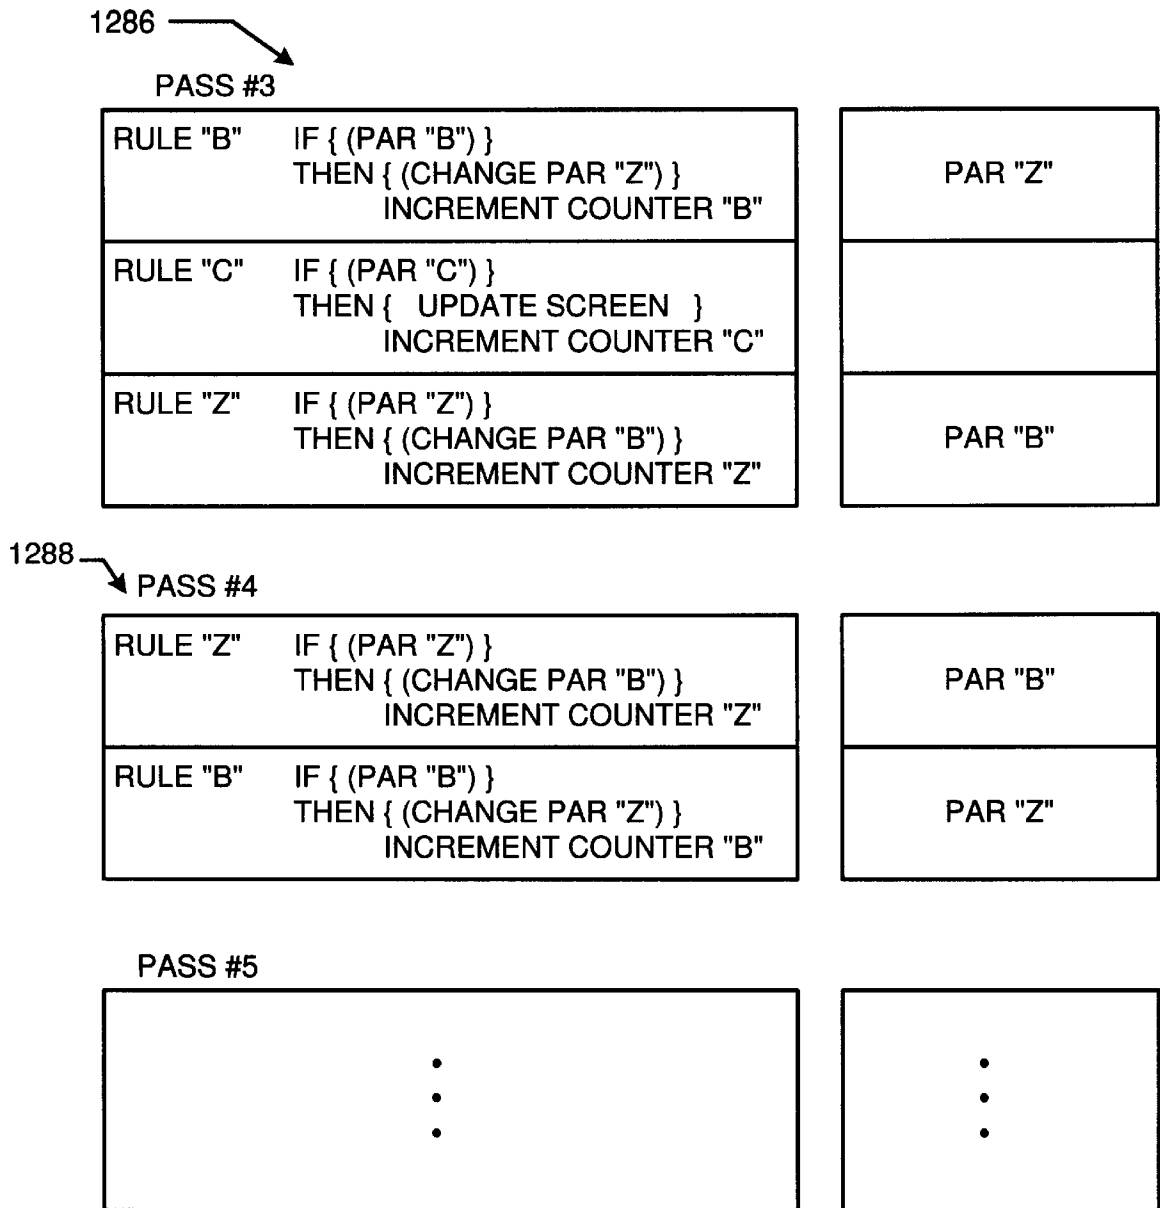 1286
PASS #3
RULE "B" IF { (PAR "B") }
THEN { (CHANGE PAR "Z") }
INCREMENT COUNTER "B"
PAR "Z"
RULE "C" IF { (PAR "C") }
THEN { UPDATE SCREEN }
INCREMENT COUNTER "C"
RULE "Z" IF { (PAR "Z") }
THEN { (CHANGE PAR "B") }
INCREMENT COUNTER "Z"
PAR "B"
1288
PASS #4
RULE "Z" IF { (PAR "Z") }
THEN { (CHANGE PAR "B") }
INCREMENT COUNTER "Z"
PAR "B"
RULE "B" IF { (PAR "B") }
THEN { (CHANGE PAR "Z") }
INCREMENT COUNTER "B"
PAR "Z"
PASS #5